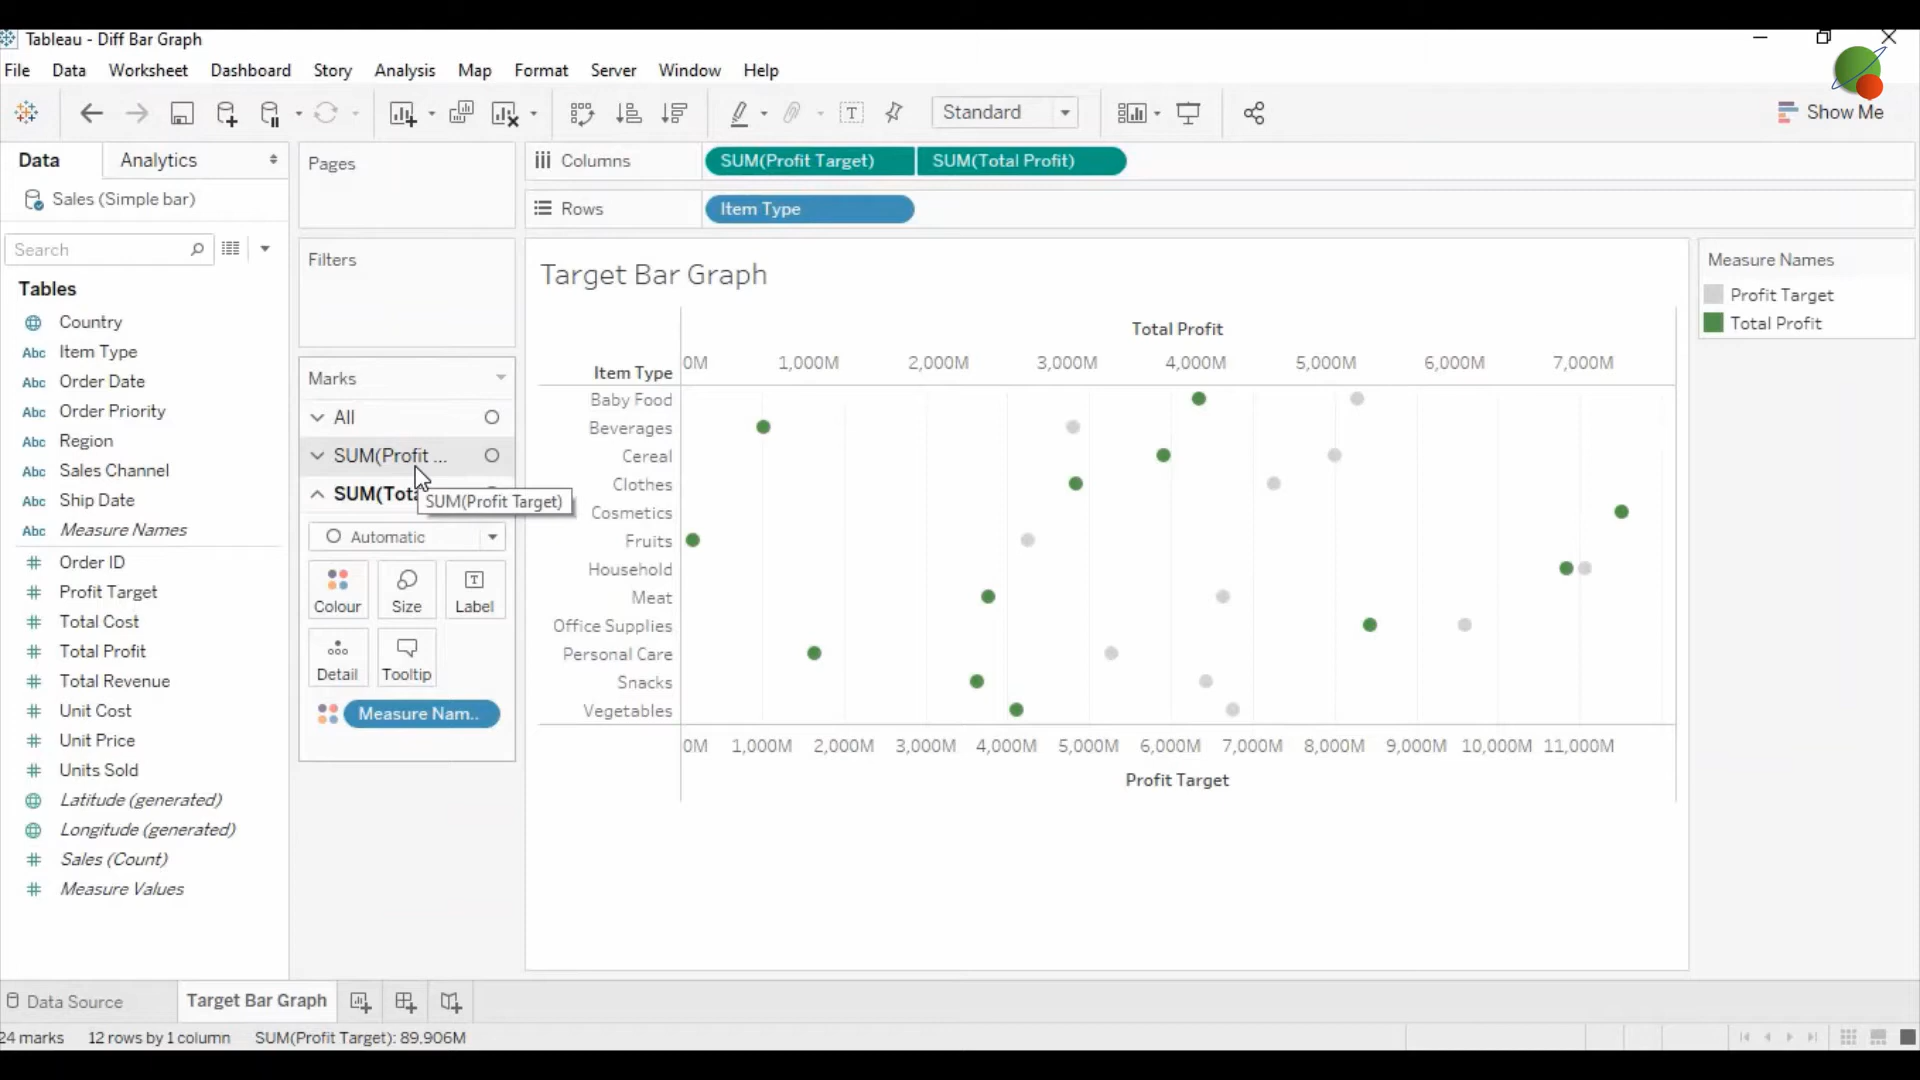 Tableau - Diff Bar Graph
File Data Worksheet Dashboard Story Analysis Map Format Server Window Help
Standard
Show Me
Data Analytics
Sales (Simple bar)
Search
Tables
Country
Item Type
Order Date
Order Priority
Region
Sales Channel
Ship Date
Measure Names
Order ID
Profit Target
Total Cost
Total Profit
Total Revenue
Unit Cost
Unit Price
Units Sold
Latitude (generated)
Longitude (generated)
Sales (Count)
Measure Values
Pages
Filters
Marks
All
SUM(Profit ...
SUM(Tota
SUM(Profit Target)
Automatic
Colour Size Label
Detail Tooltip
Measure Nam..
Columns SUM(Profit Target) SUM(Total Profit)
Rows Item Type
Target Bar Graph
Total Profit
Item Type 0M 1,000M 2,000M 3,000M 4,000M 5,000M 6,000M 7,000M
Baby Food
Beverages
Cereal
Clothes
Cosmetics
Fruits
Household
Meat
Office Supplies
Personal Care
Snacks
Vegetables
0M 1,000M 2,000M 3,000M 4,000M 5,000M 6,000M 7,000M 8,000M 9,000M 10,000M 11,000M
Profit Target
Measure Names
Profit Target
Total Profit
Data Source Target Bar Graph
24 marks 12 rows by 1 column SUM(Profit Target): 89,906M